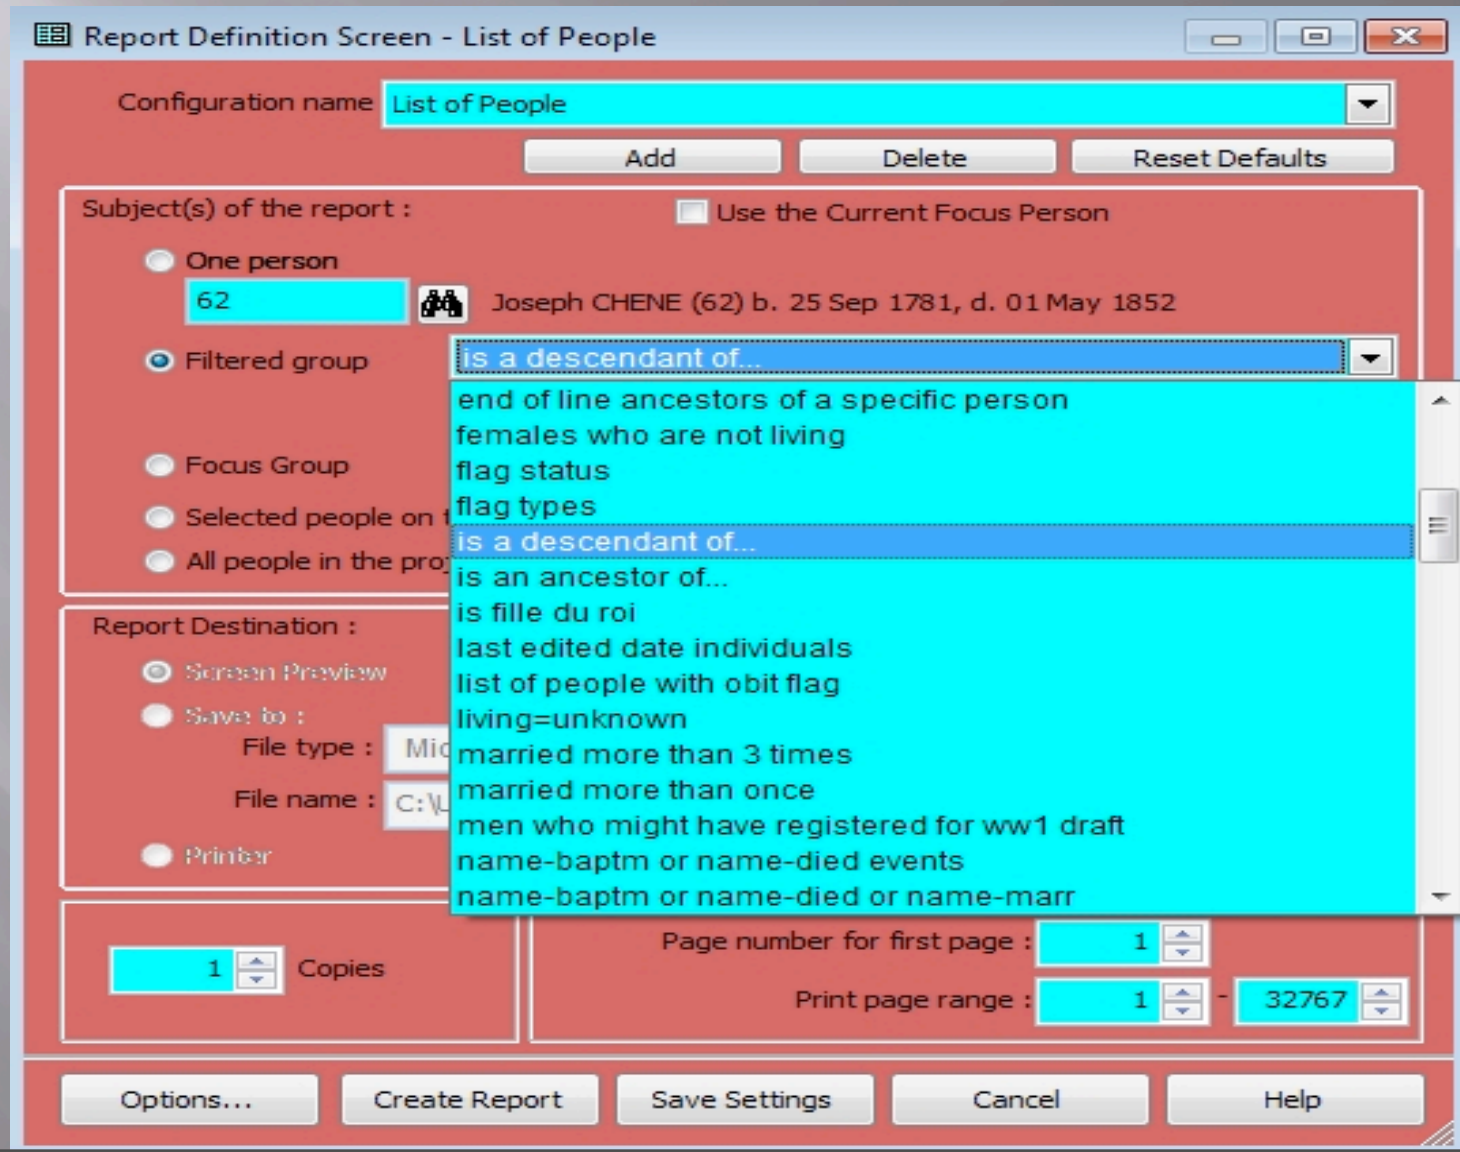 Report Definition Screen - List of People
Configuration name List of People
Add Delete Reset Defaults
Subject(s) of the report : Use the Current Focus Person
One person
62 Joseph CHENE (62) b. 25 Sep 1781, d. 01 May 1852
Filtered group is a descendant of...
end of line ancestors of a specific person
females who are not living
flag status
Focus Group
flag types
Selected people on
is a descendant of...
All people in the
is an ancestor of...
is fille du roi
Report Destination :
last edited date individuals
Screen Preview
list of people with obit flag
Save to :
living=unknown
File type : Mic
married more than 3 times
File name : C:\
married more than once
men who might have registered for ww1 draft
Printer
name-baptm or name-died events
name-baptm or name-died or name-marr
Page number for first page : 1
1 Copies
Print page range : 1 - 32767
Options... Create Report Save Settings Cancel Help